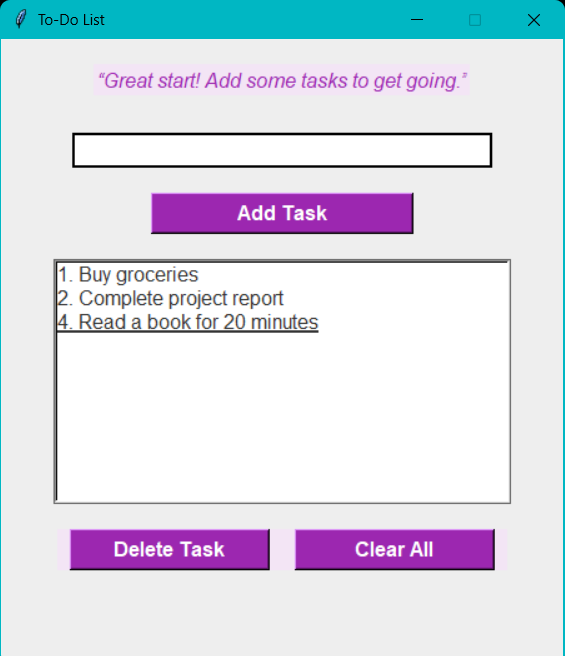 To-Do List
“Great start! Add some tasks to get going.”
Add Task
1. Buy groceries
2. Complete project report
4. Read a book for 20 minutes
Delete Task
Clear All